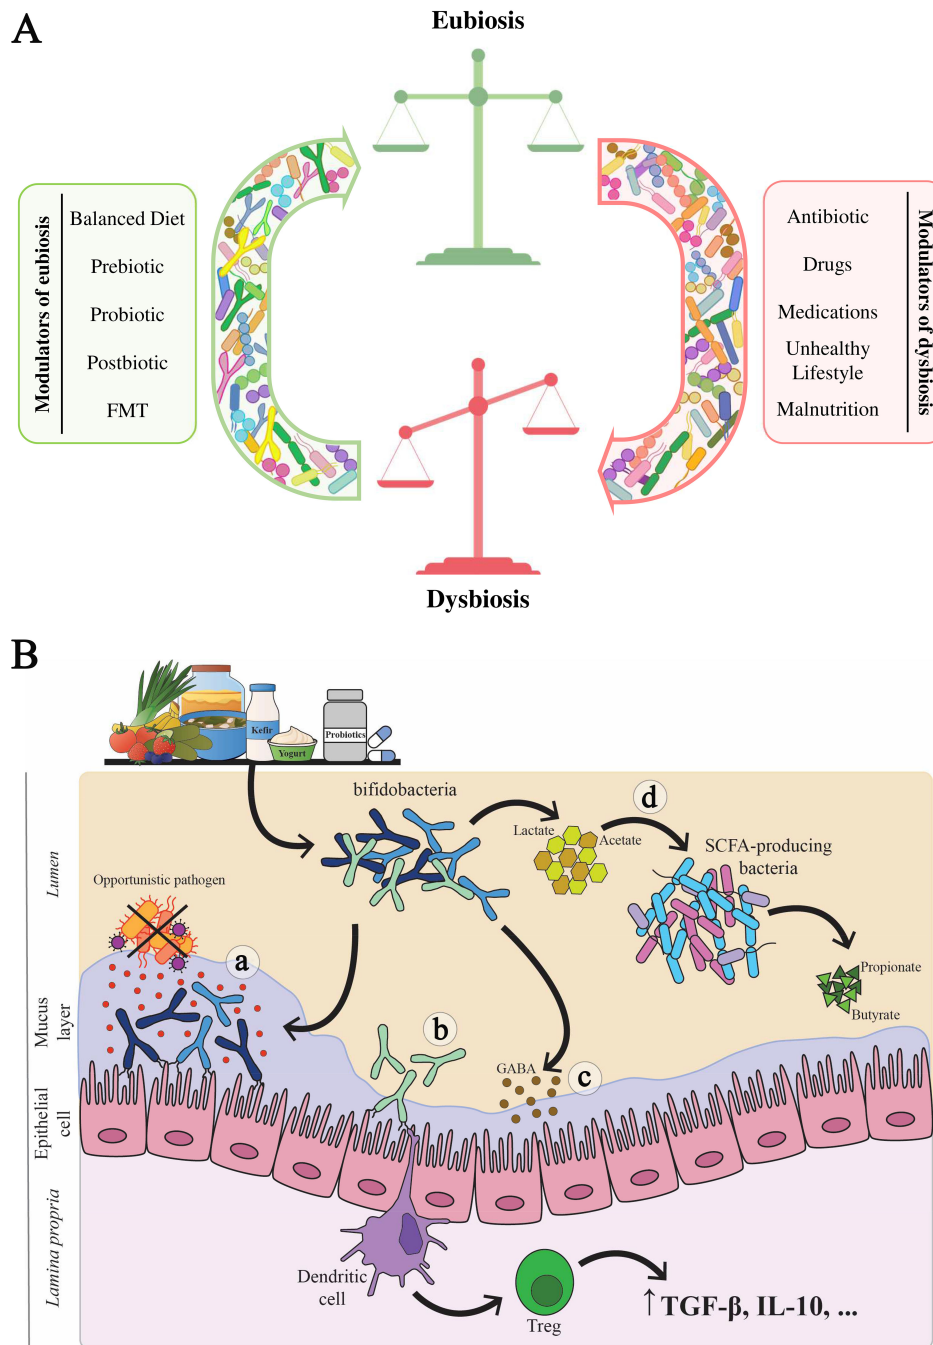 A
Eubiosis
Modulators of eubiosis
Balanced Diet
Prebiotic
Probiotic
Postbiotic
FMT
Antibiotic
Drugs
Medications
Unhealthy
Lifestyle
Malnutrition
Modulators of dysbiosis
Dysbiosis
B
Kefir
Yogurt
Probiotics
Lumen
Mucus
layer
Epithelial
cell
Lamina propria
bifidobacteria
Lactate
Acetate
d
SCFA-producing
bacteria
Opportunistic pathogen
a
Propionate
Butyrate
b
GABA
c
Dendritic
cell
Treg
↑TGF-β, IL-10, ...